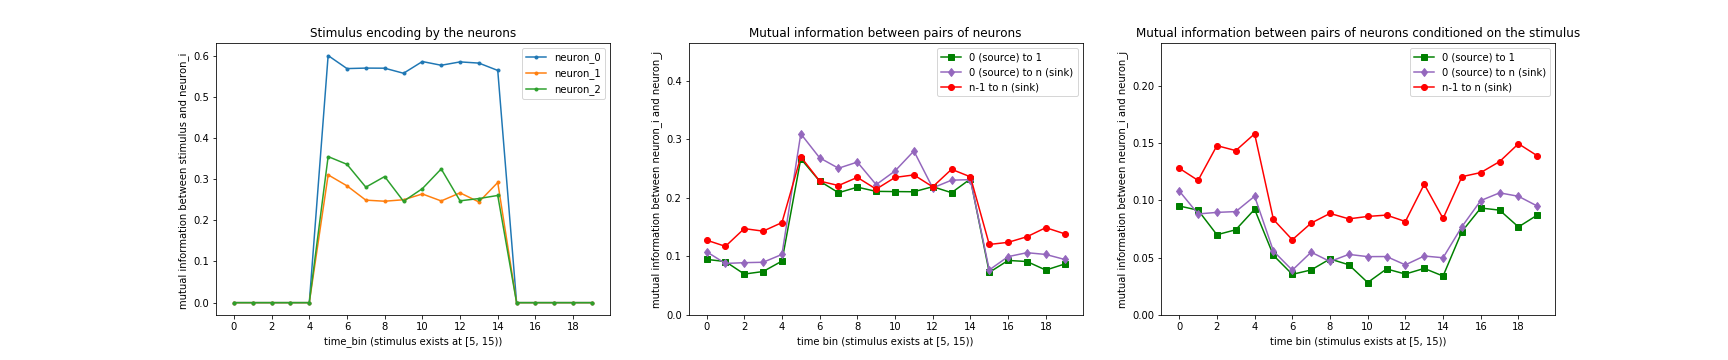 Stimulus encoding by the neurons
mutual information between stimulus and neuron_i
0.6
0.5
0.4
0.3
0.2
0.1
0.0
neuron_0
neuron_1
neuron_2
0 2 4 6 8 10 12 14 16 18
time_bin (stimulus exists at [5, 15))
Mutual information between pairs of neurons
mutual information between neuron_i and neuron_j
0.4
0.3
0.2
0.1
0.0
0 (source) to 1
0 (source) to n (sink)
n-1 to n (sink)
0 2 4 6 8 10 12 14 16 18
time bin (stimulus exists at [5, 15))
Mutual information between pairs of neurons conditioned on the stimulus
mutual information between neuron_i and neuron_j
0.20
0.15
0.10
0.05
0.00
0 (source) to 1
0 (source) to n (sink)
n-1 to n (sink)
0 2 4 6 8 10 12 14 16 18
time bin (stimulus exists at [5, 15))